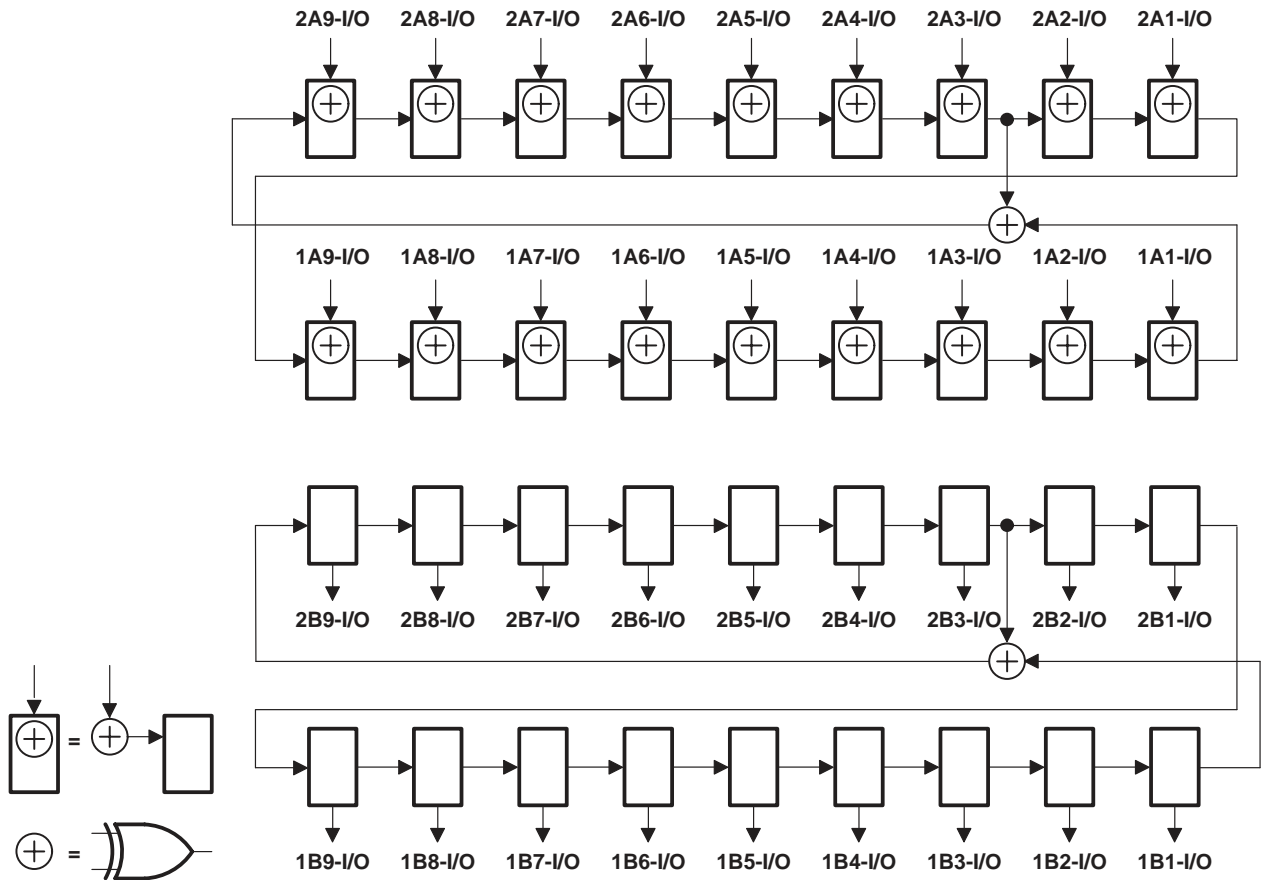 2A9-I/O 2A8-I/O 2A7-I/O 2A6-I/O 2A5-I/O 2A4-I/O 2A3-I/O 2A2-I/O 2A1-I/O
1A9-I/O 1A8-I/O 1A7-I/O 1A6-I/O 1A5-I/O 1A4-I/O 1A3-I/O 1A2-I/O 1A1-I/O
2B9-I/O 2B8-I/O 2B7-I/O 2B6-I/O 2B5-I/O 2B4-I/O 2B3-I/O 2B2-I/O 2B1-I/O
=
=
1B9-I/O 1B8-I/O 1B7-I/O 1B6-I/O 1B5-I/O 1B4-I/O 1B3-I/O 1B2-I/O 1B1-I/O